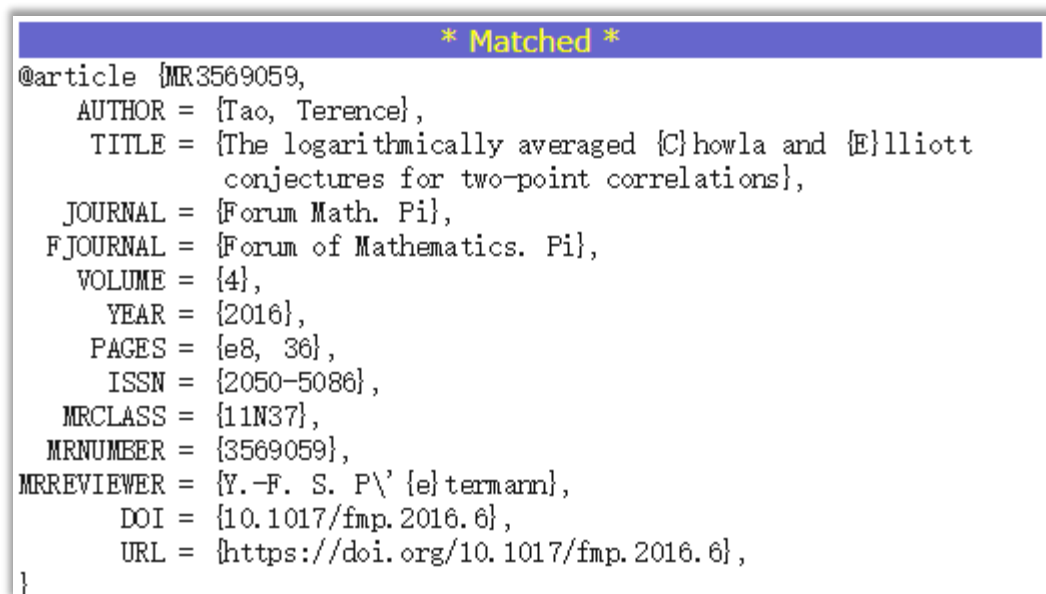 * Matched *
@article {MR3569059,
AUTHOR = {Tao, Terence},
TITLE = {The logarithmically averaged {C}howla and {E}lliott
conjectures for two-point correlations},
JOURNAL = {Forum Math. Pi},
FJOURNAL = {Forum of Mathematics. Pi},
VOLUME = {4},
YEAR = {2016},
PAGES = {e8, 36},
ISSN = {2050-5086},
MRCLASS = {11N37},
MRNUMBER = {3569059},
MRREVIEWER = {Y.-F. S. P\'{e}termann},
DOI = {10.1017/fmp.2016.6},
URL = {https://doi.org/10.1017/fmp.2016.6},
}